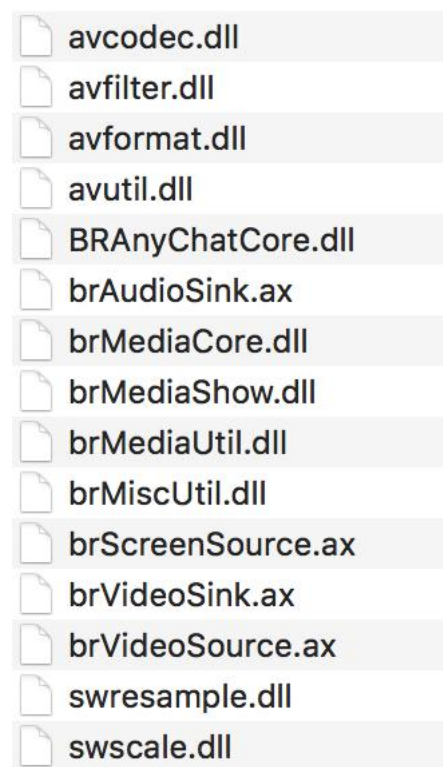 avcodec.dll
avfilter.dll
avformat.dll
avutil.dll
BRAnyChatCore.dll
brAudioSink.ax
brMediaCore.dll
brMediaShow.dll
brMediaUtil.dll
brMiscUtil.dll
brScreenSource.ax
brVideoSink.ax
brVideoSource.ax
swresample.dll
swscale.dll